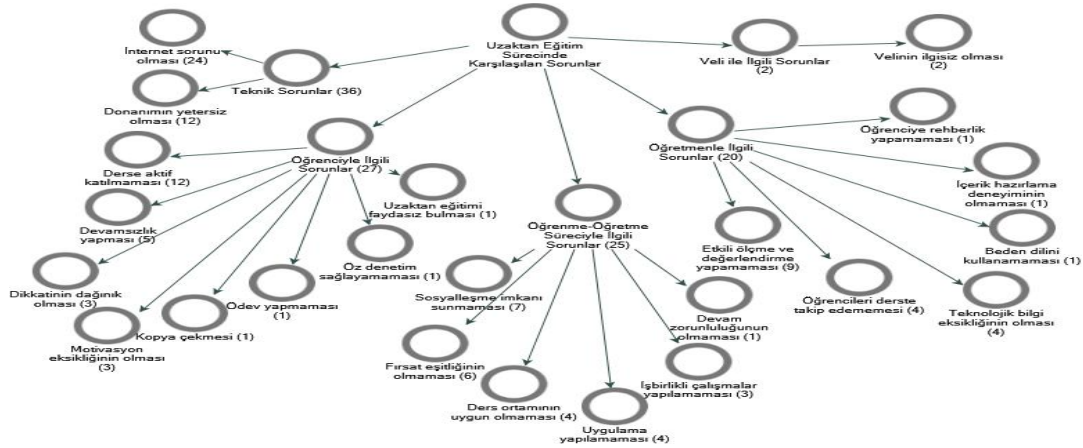 Uzaktan Eğitim
Sürecinde
Karşılaşılan Sorunlar
Veli ile İlgili Sorunlar
(2)
Velinin ilgisiz olması
(2)
İnternet sorunu
olması (24)
Teknik Sorunlar (36)
Donanımın yetersiz
olması (12)
Öğrenciyle İlgili
Sorunlar (27)
Derse aktif
katılmaması (12)
Devamsızlık
yapması (5)
Dikkatinin dağınık
olması (3)
Motivasyon
eksikliğinin olması
(3)
Kopya çekmesi (1)
Ödev yapmaması
(1)
Öz denetim
sağlayamaması (1)
Uzaktan eğitimi
faydasız bulması (1)
Öğrenme-Öğretme
Süreciyle İlgili
Sorunlar (25)
Sosyalleşme imkanı
sunmaması (7)
Fırsat eşitliğinin
olmaması (6)
Ders ortamının
uygun olmaması (4)
Uygulama
yapılamaması (4)
İşbirlikli çalışmalar
yapılamaması (3)
Devam
zorunluluğunun
olmaması (1)
Öğretmenle İlgili
Sorunlar (20)
Etkili ölçme ve
değerlendirme
yapamaması (9)
Öğrencileri derste
takip edememesi (4)
Teknolojik bilgi
eksikliğinin olması
(4)
Beden dilini
kullanamaması (1)
İçerik hazırlama
deneyiminin
olmaması (1)
Öğrenciye rehberlik
yapamaması (1)